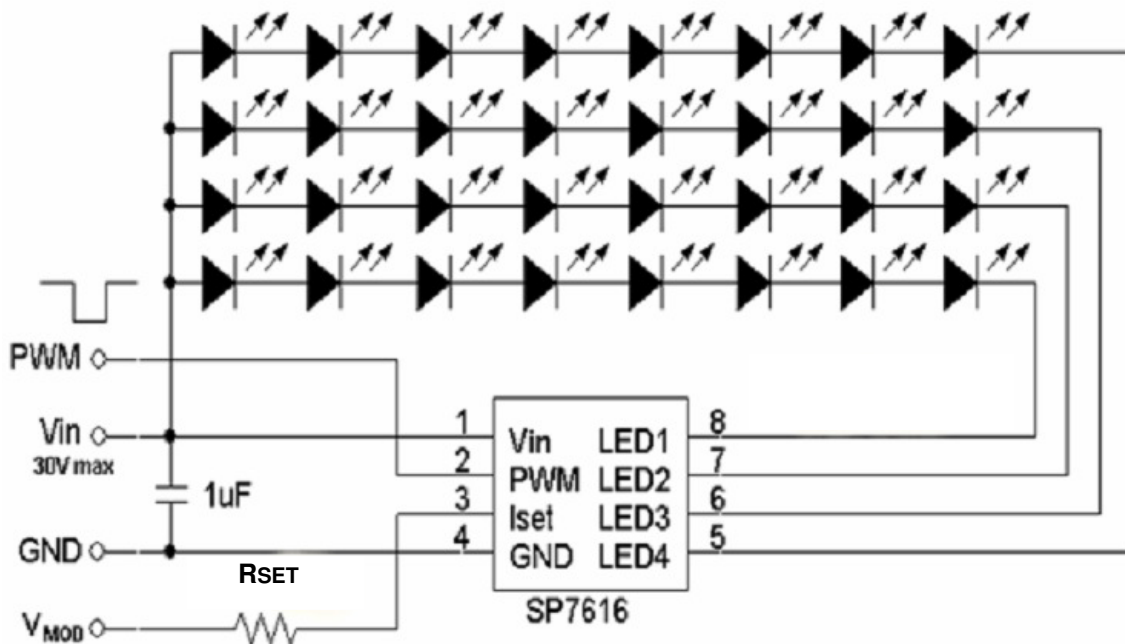 PWM
Vin
30V max
1uF
GND
VMOD
RSET
1
2
3
4
Vin
PWM
Iset
GND
LED1
LED2
LED3
LED4
8
7
6
5
SP7616